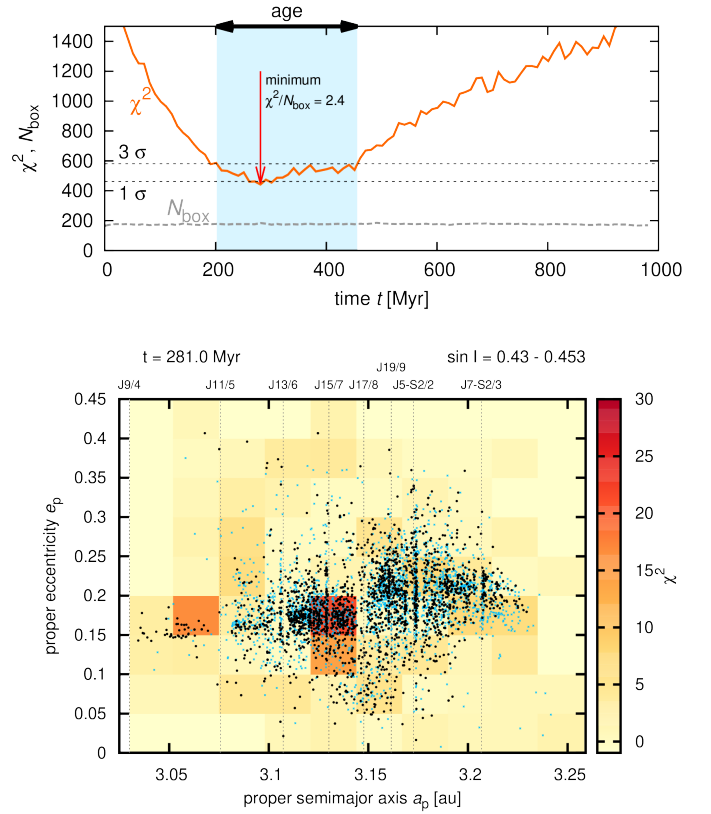 age
1400
1200
1000
800
600
400
200
0
χ², N_box
χ²
minimum
χ²/N_box = 2.4
3 σ
1 σ
N_box
0 200 400 600 800 1000
time t [Myr]
t = 281.0 Myr sin I = 0.43 - 0.453
J19/9
J9/4 J11/5 J13/6 J15/7 J17/8 J5-S2/2 J7-S2/3
0.45
0.4
0.35
0.3
0.25
0.2
0.15
0.1
0.05
0
proper eccentricity e_p
3.05 3.1 3.15 3.2 3.25
proper semimajor axis a_p [au]
30
25
20
15
10
5
0
χ²